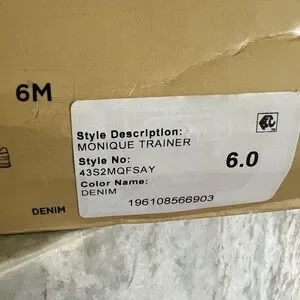 6M
Style Description:
MONIQUE TRAINER
Style No:
43S2MQFSAY
6.0
Color Name:
DENIM
196108566903
DENIM